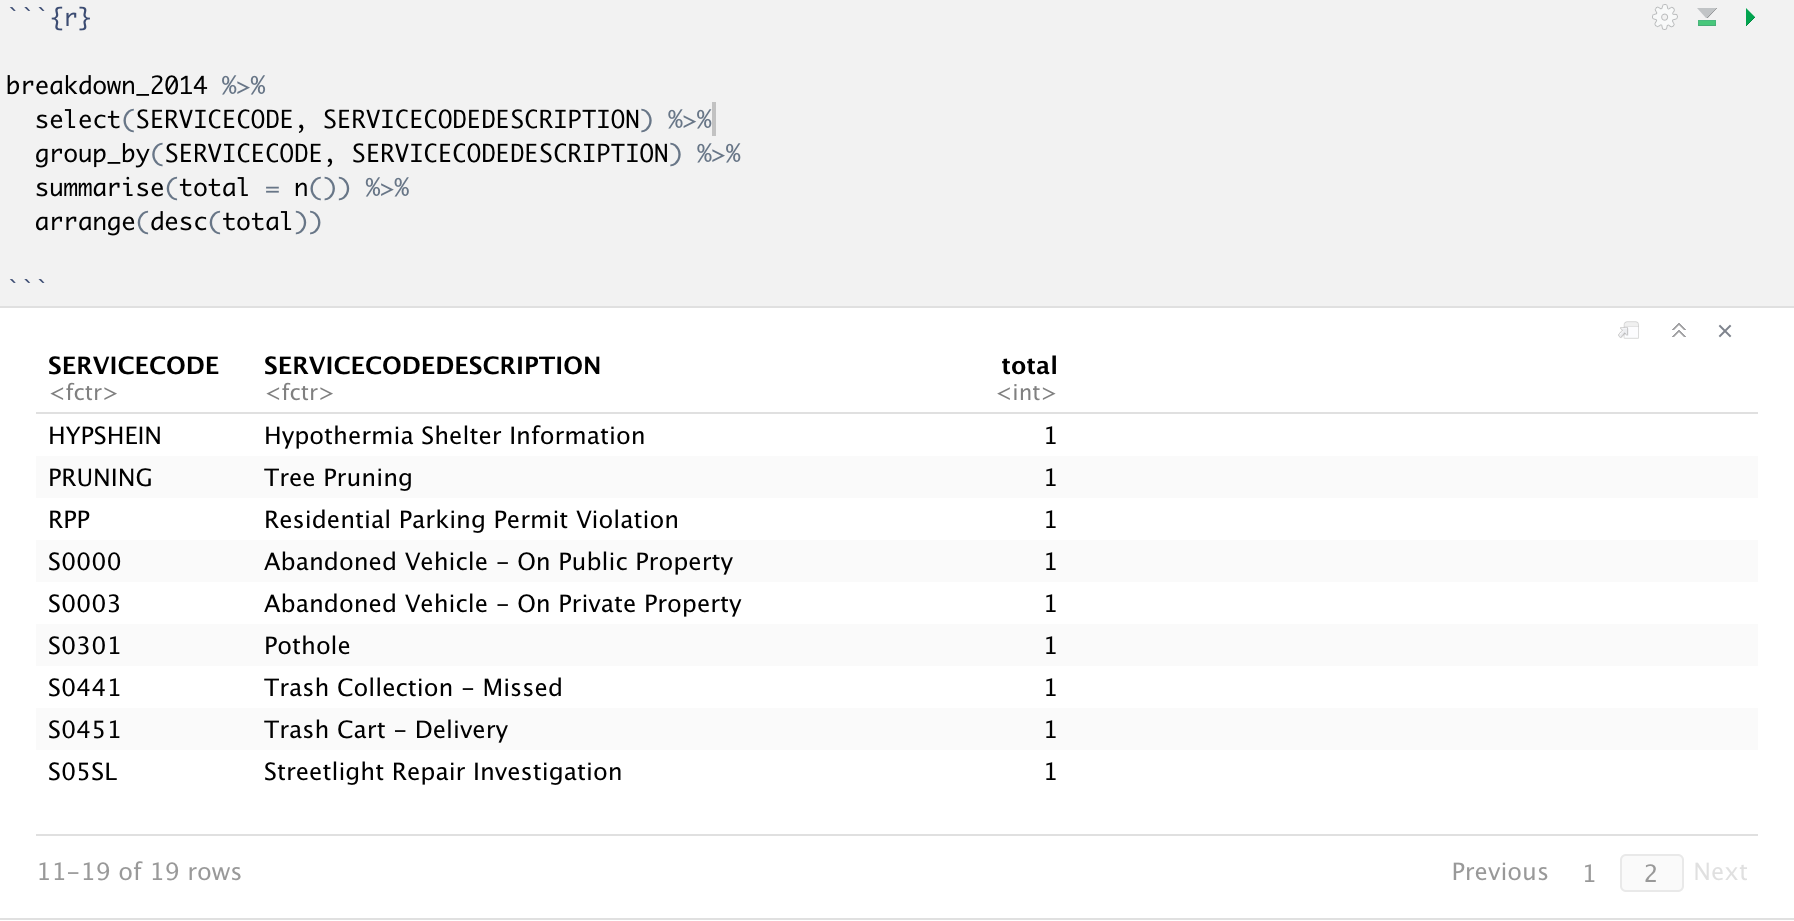 ```{r}
breakdown_2014 %>%
select(SERVICECODE, SERVICECODEDESCRIPTION) %>%
group_by(SERVICECODE, SERVICECODEDESCRIPTION) %>%
summarise(total = n()) %>%
arrange(desc(total))
```
SERVICECODE SERVICECODEDESCRIPTION total
<fctr> <fctr> <int>
HYPSHEIN Hypothermia Shelter Information 1
PRUNING Tree Pruning 1
RPP Residential Parking Permit Violation 1
S0000 Abandoned Vehicle – On Public Property 1
S0003 Abandoned Vehicle – On Private Property 1
S0301 Pothole 1
S0441 Trash Collection – Missed 1
S0451 Trash Cart – Delivery 1
S05SL Streetlight Repair Investigation 1
11–19 of 19 rows Previous 1 2 Next